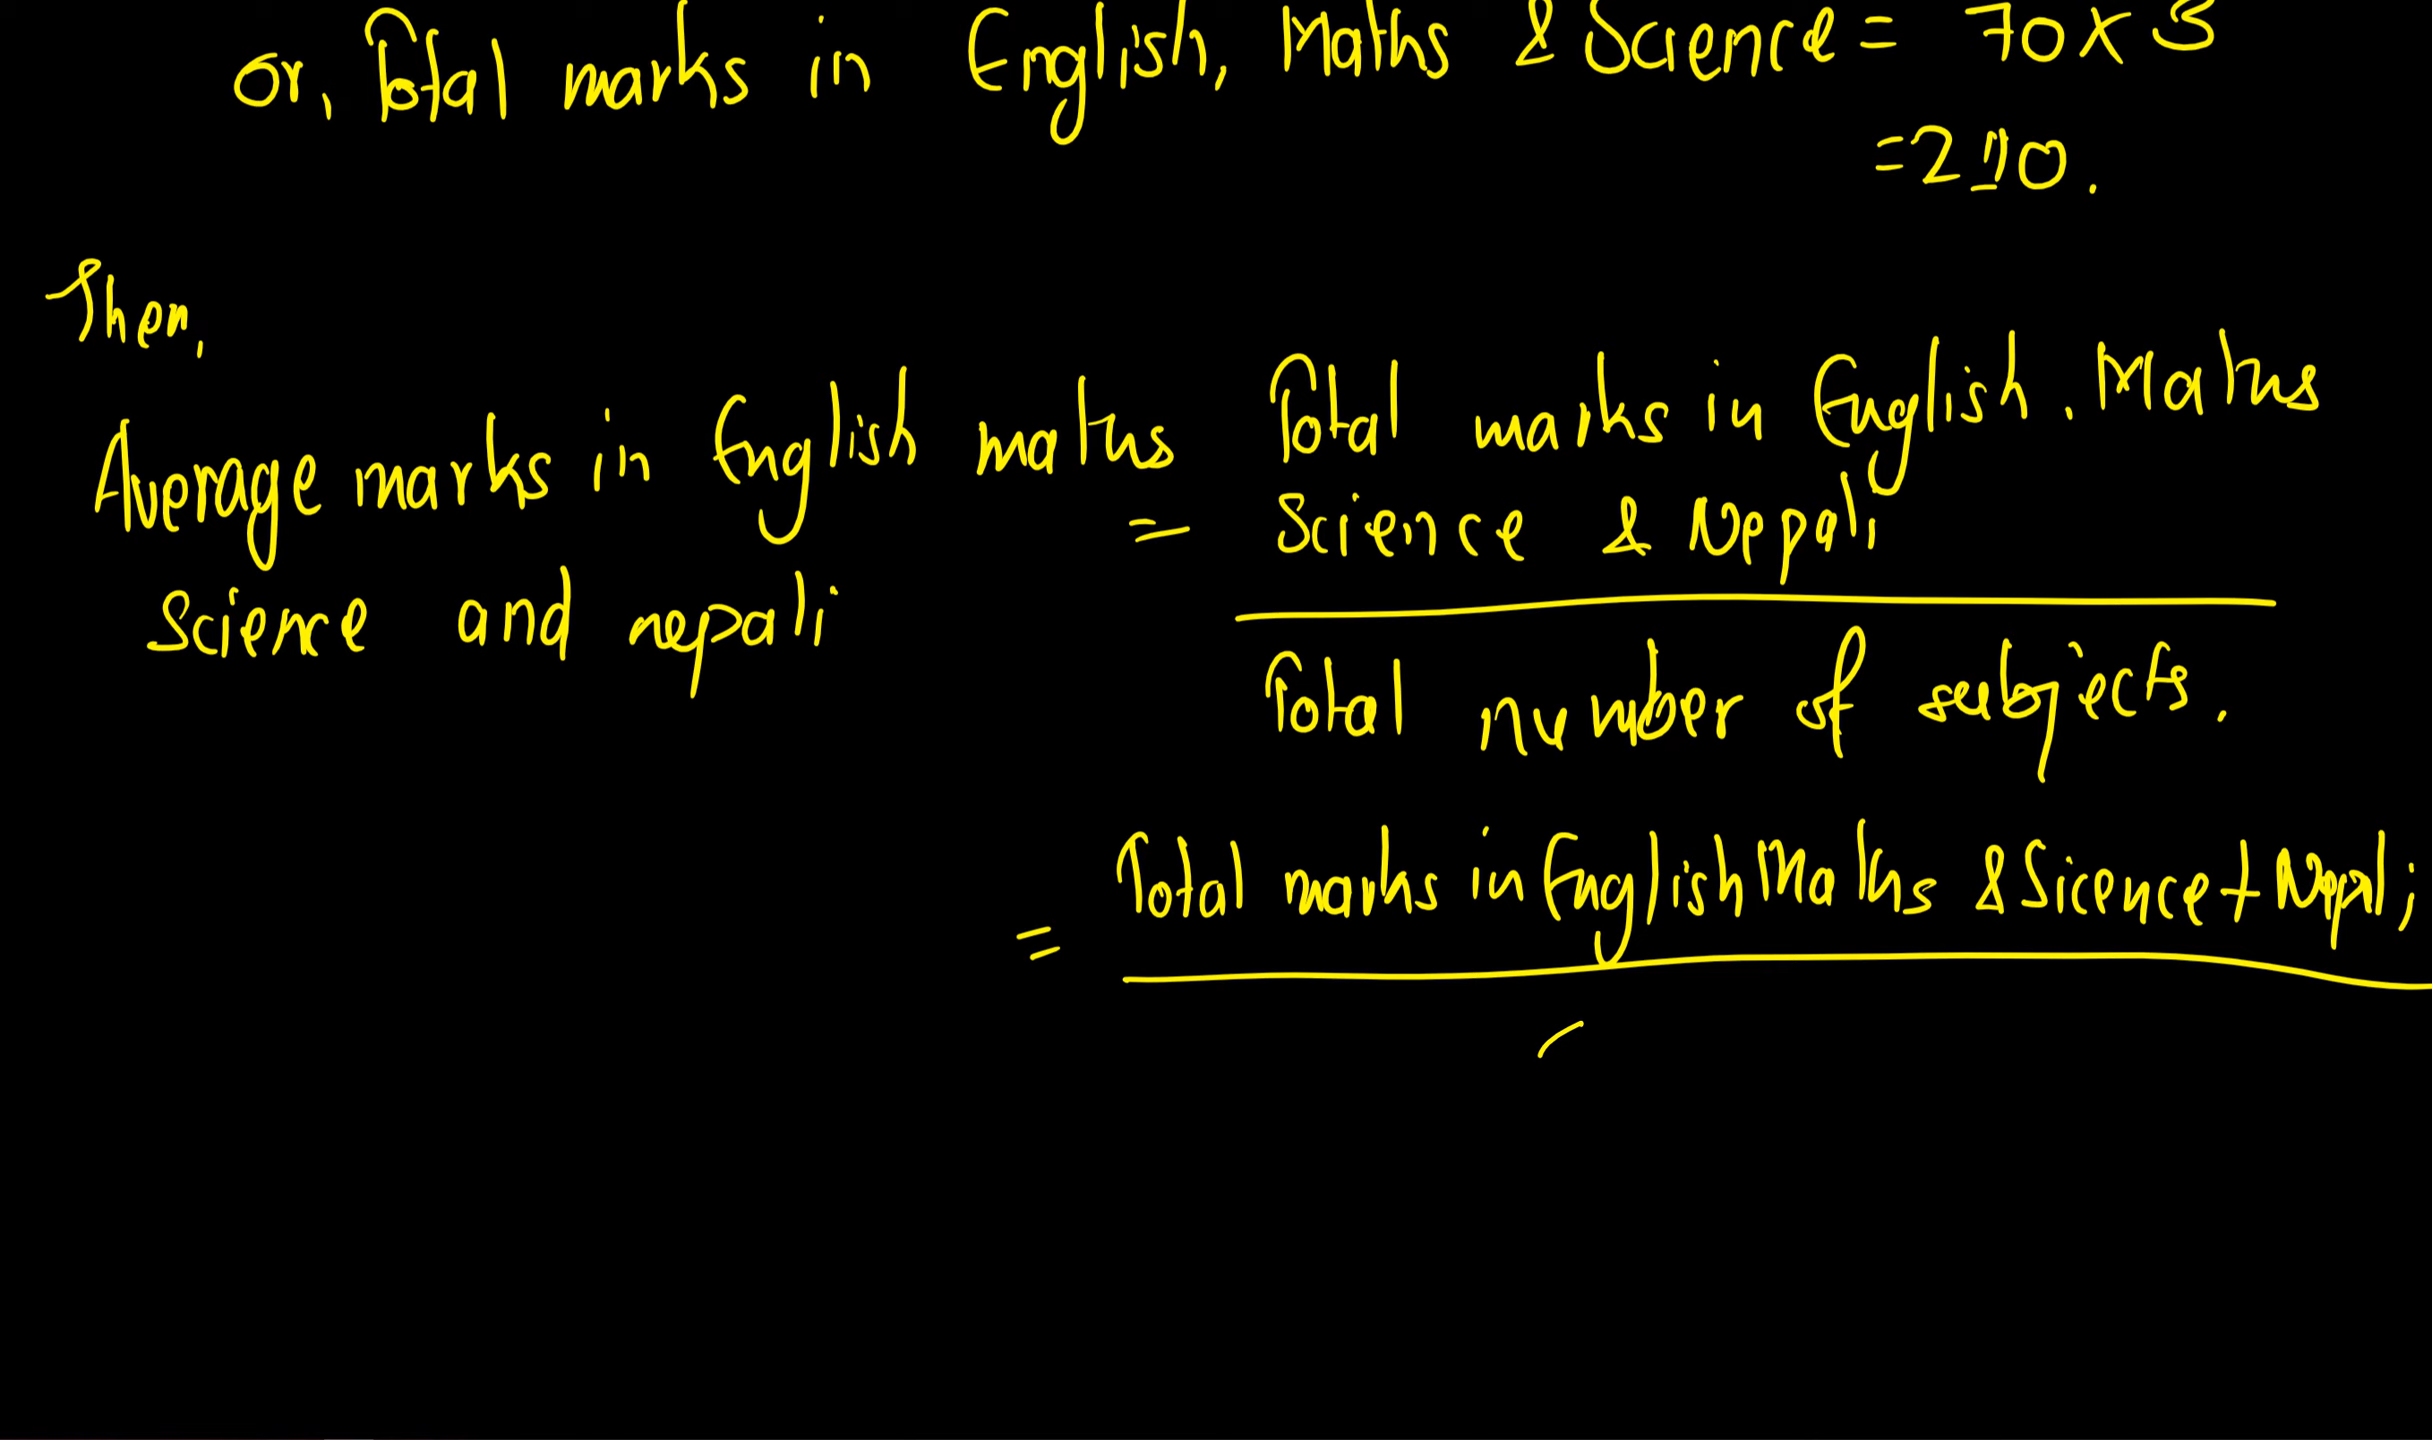 or, Total marks in English, Maths & Science = 70 x 3
= 210.
Then,
Average marks in English maths = Total marks in English, Maths
Science and nepali Science & Nepali
Total number of subjects.
= Total marks in English Maths & Sicence + Nepali